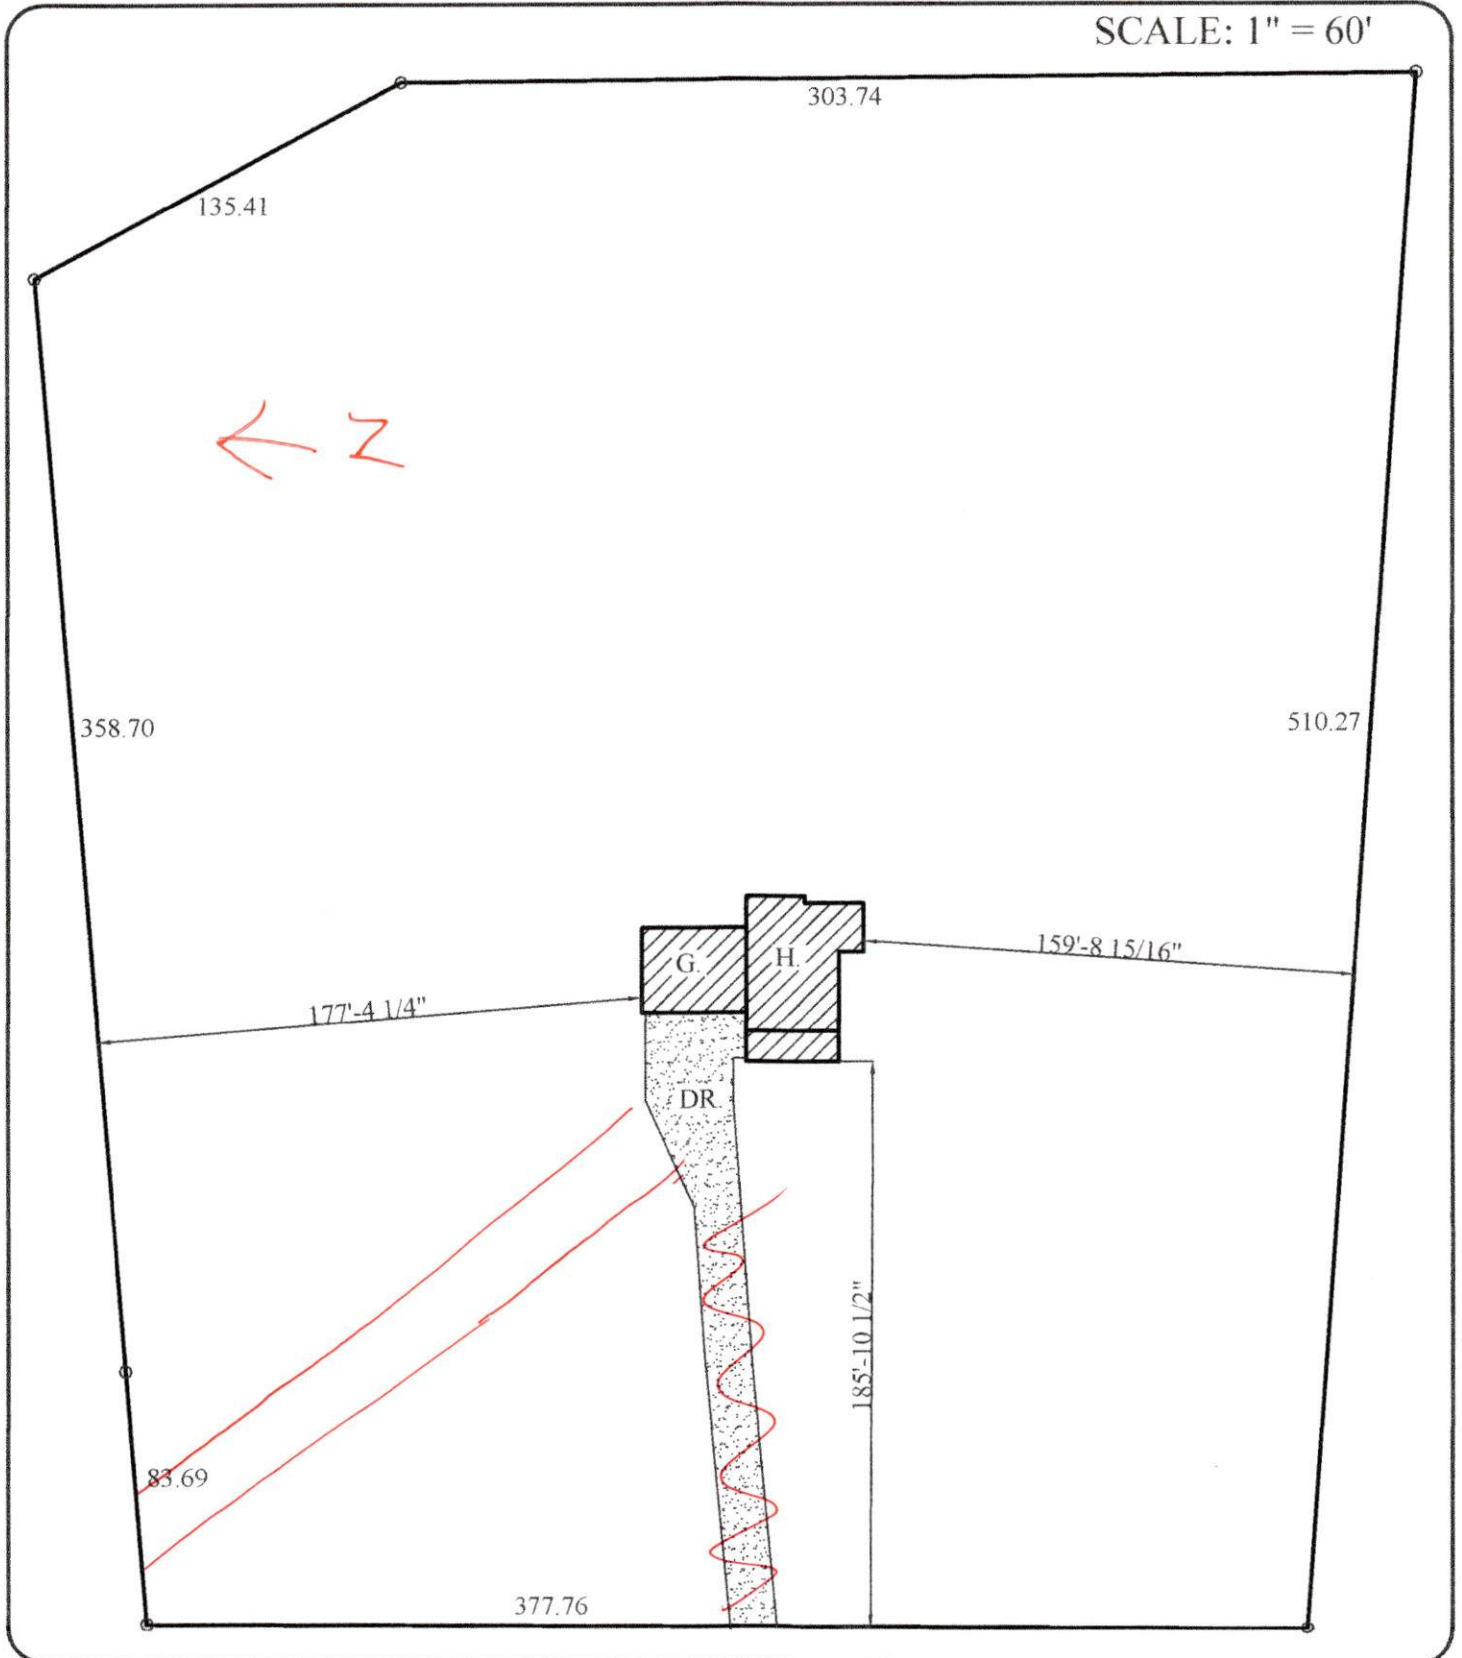 SCALE: 1" = 60'
303.74
135.41
N
358.70
510.27
G.
H.
159'-8 15/16"
177'-4 1/4"
DR.
185'-10 1/2"
83.69
377.76